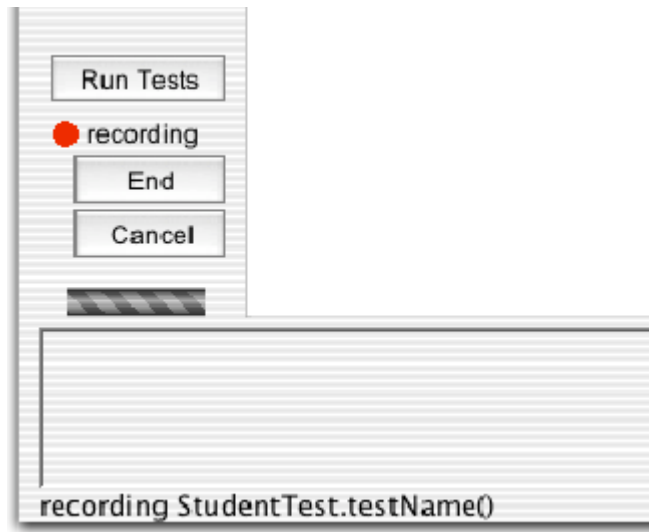 Run Tests
recording
End
Cancel
recording StudentTest.testName()